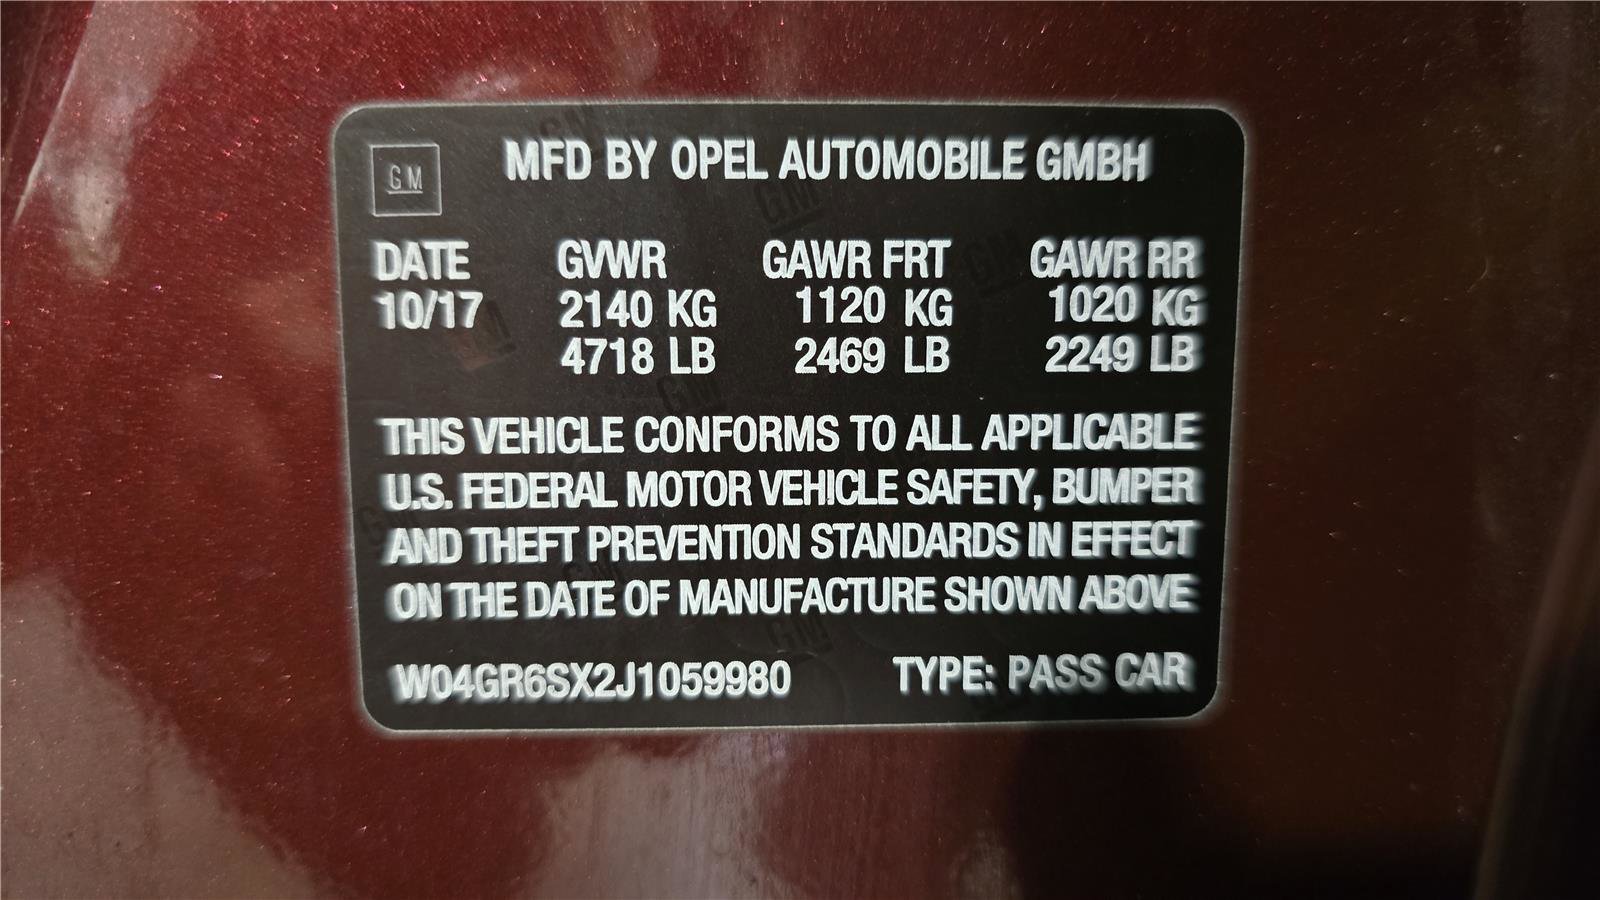 GM
MFD BY OPEL AUTOMOBILE GMBH
DATE GVWR GAWR FRT GAWR RR
10/17 2140 KG 1120 KG 1020 KG
4718 LB 2469 LB 2249 LB
THIS VEHICLE CONFORMS TO ALL APPLICABLE
U.S. FEDERAL MOTOR VEHICLE SAFETY, BUMPER
AND THEFT PREVENTION STANDARDS IN EFFECT
ON THE DATE OF MANUFACTURE SHOWN ABOVE
W04GR6SX2J1059980 TYPE: PASS CAR